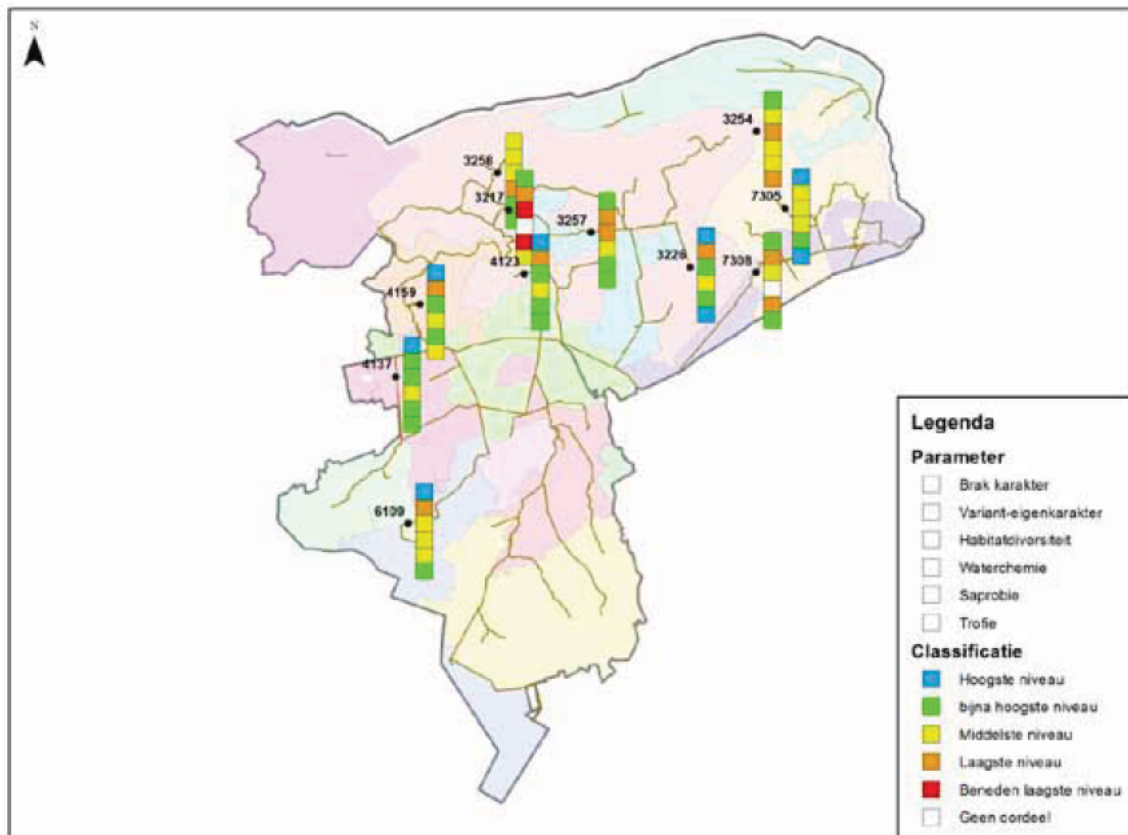 N
3254
3256
7305
3217
3257
3226
7308
4123
4159
4137
6109
Legenda
Parameter
Brak karakter
Variant-eigenkarakter
Habitatdiversiteit
Waterchemie
Saprobie
Trofie
Classificatie
Hoogste niveau
bijna hoogste niveau
Middelste niveau
Laagste niveau
Beneden laagste niveau
Geen oordeel